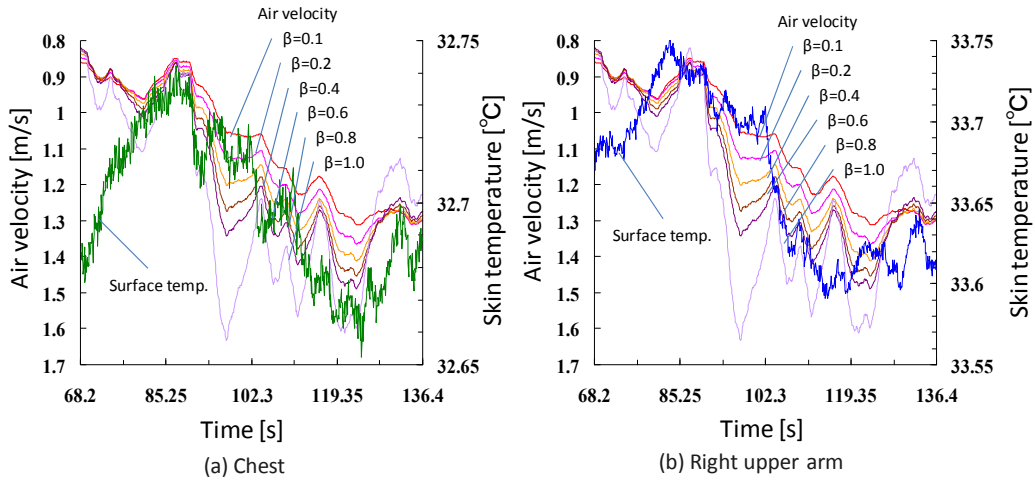 Air velocity
β=0.1
β=0.2
β=0.4
β=0.6
β=0.8
β=1.0
Surface temp.
Air velocity [m/s]
0.8
0.9
1
1.1
1.2
1.3
1.4
1.5
1.6
1.7
32.75
32.7
32.65
Skin temperature [℃]
68.2 85.25 102.3 119.35 136.4
Time [s]
(a) Chest
Air velocity
β=0.1
β=0.2
β=0.4
β=0.6
β=0.8
β=1.0
Surface temp.
Air velocity [m/s]
0.8
0.9
1
1.1
1.2
1.3
1.4
1.5
1.6
1.7
33.75
33.7
33.65
33.6
33.55
Skin temperature [℃]
68.2 85.25 102.3 119.35 136.4
Time [s]
(b) Right upper arm